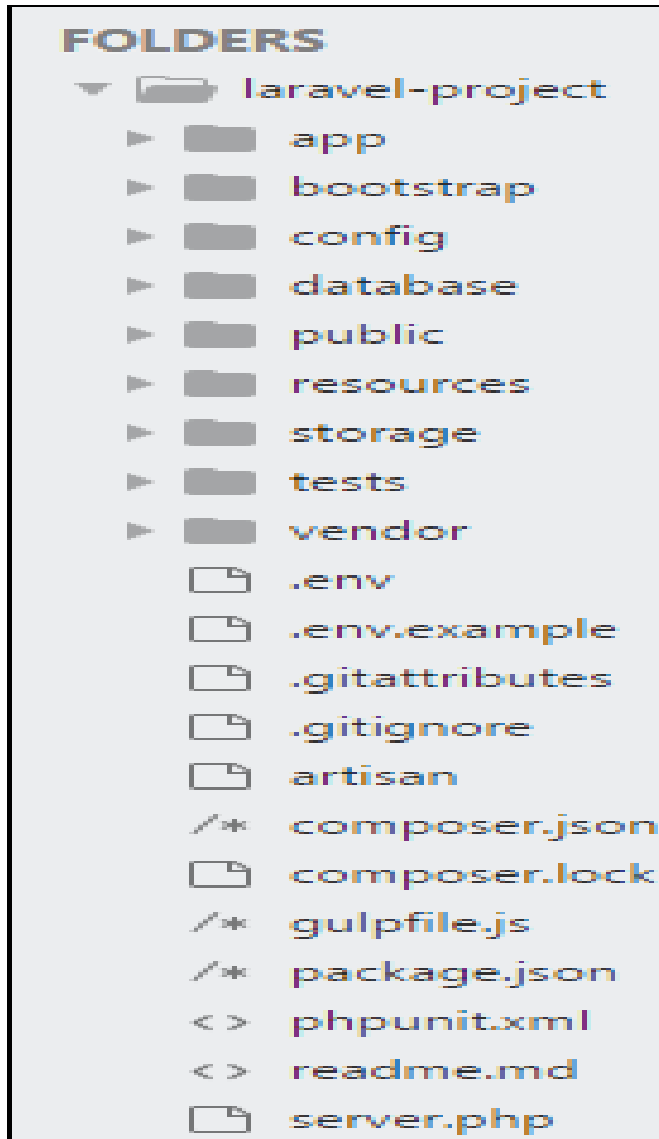 FOLDERS
laravel-project
app
bootstrap
config
database
public
resources
storage
tests
vendor
.env
.env.example
.gitattributes
.gitignore
artisan
/* composer.json
composer.lock
/* gulpfile.js
/* package.json
<> phpunit.xml
<> readme.md
server.php